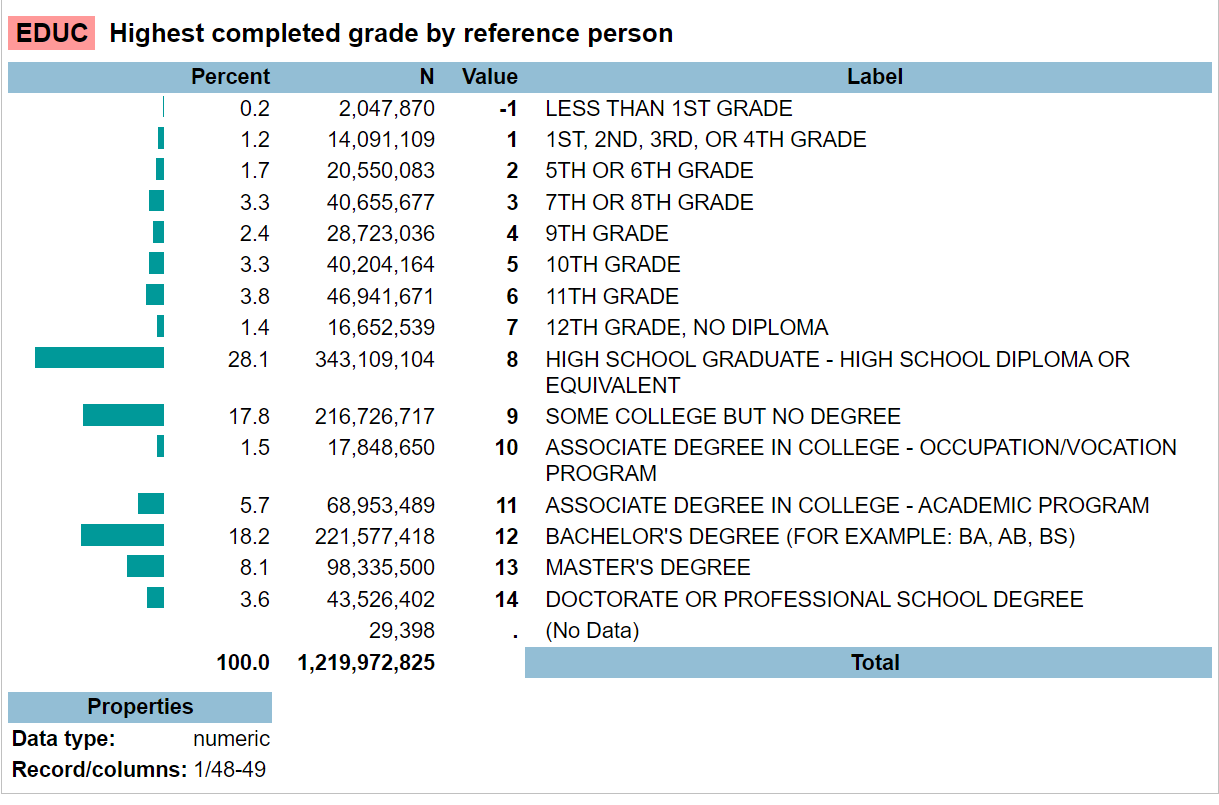 EDUC Highest completed grade by reference person
Percent N Value Label
0.2 2,047,870 -1 LESS THAN 1ST GRADE
1.2 14,091,109 1 1ST, 2ND, 3RD, OR 4TH GRADE
1.7 20,550,083 2 5TH OR 6TH GRADE
3.3 40,655,677 3 7TH OR 8TH GRADE
2.4 28,723,036 4 9TH GRADE
3.3 40,204,164 5 10TH GRADE
3.8 46,941,671 6 11TH GRADE
1.4 16,652,539 7 12TH GRADE, NO DIPLOMA
28.1 343,109,104 8 HIGH SCHOOL GRADUATE - HIGH SCHOOL DIPLOMA OR
EQUIVALENT
17.8 216,726,717 9 SOME COLLEGE BUT NO DEGREE
1.5 17,848,650 10 ASSOCIATE DEGREE IN COLLEGE - OCCUPATION/VOCATION
PROGRAM
5.7 68,953,489 11 ASSOCIATE DEGREE IN COLLEGE - ACADEMIC PROGRAM
18.2 221,577,418 12 BACHELOR'S DEGREE (FOR EXAMPLE: BA, AB, BS)
8.1 98,335,500 13 MASTER'S DEGREE
3.6 43,526,402 14 DOCTORATE OR PROFESSIONAL SCHOOL DEGREE
29,398 . (No Data)
100.0 1,219,972,825 Total
Properties
Data type: numeric
Record/columns: 1/48-49